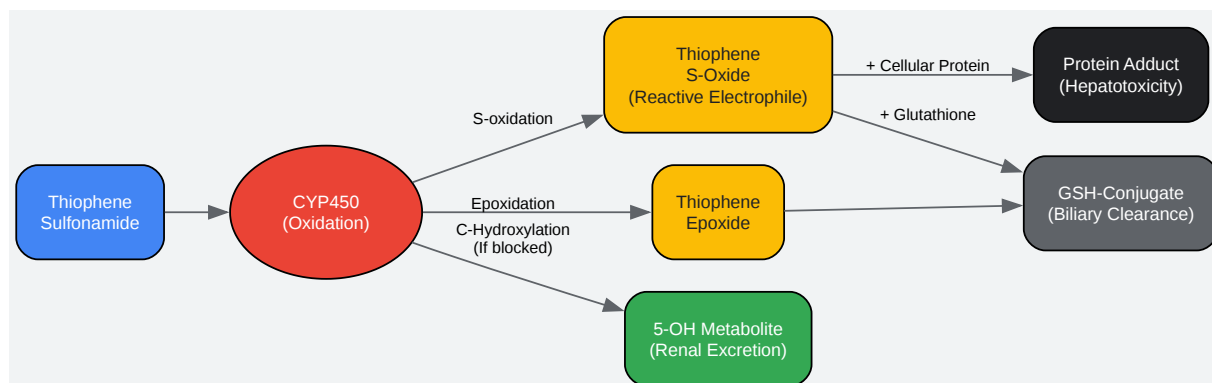 Thiophene
Sulfonamide
CYP450
(Oxidation)
S-oxidation
Epoxidation
C-Hydroxylation
(If blocked)
Thiophene
S-Oxide
(Reactive Electrophile)
Thiophene
Epoxide
5-OH Metabolite
(Renal Excretion)
+ Cellular Protein
+ Glutathione
Protein Adduct
(Hepatotoxicity)
GSH-Conjugate
(Biliary Clearance)